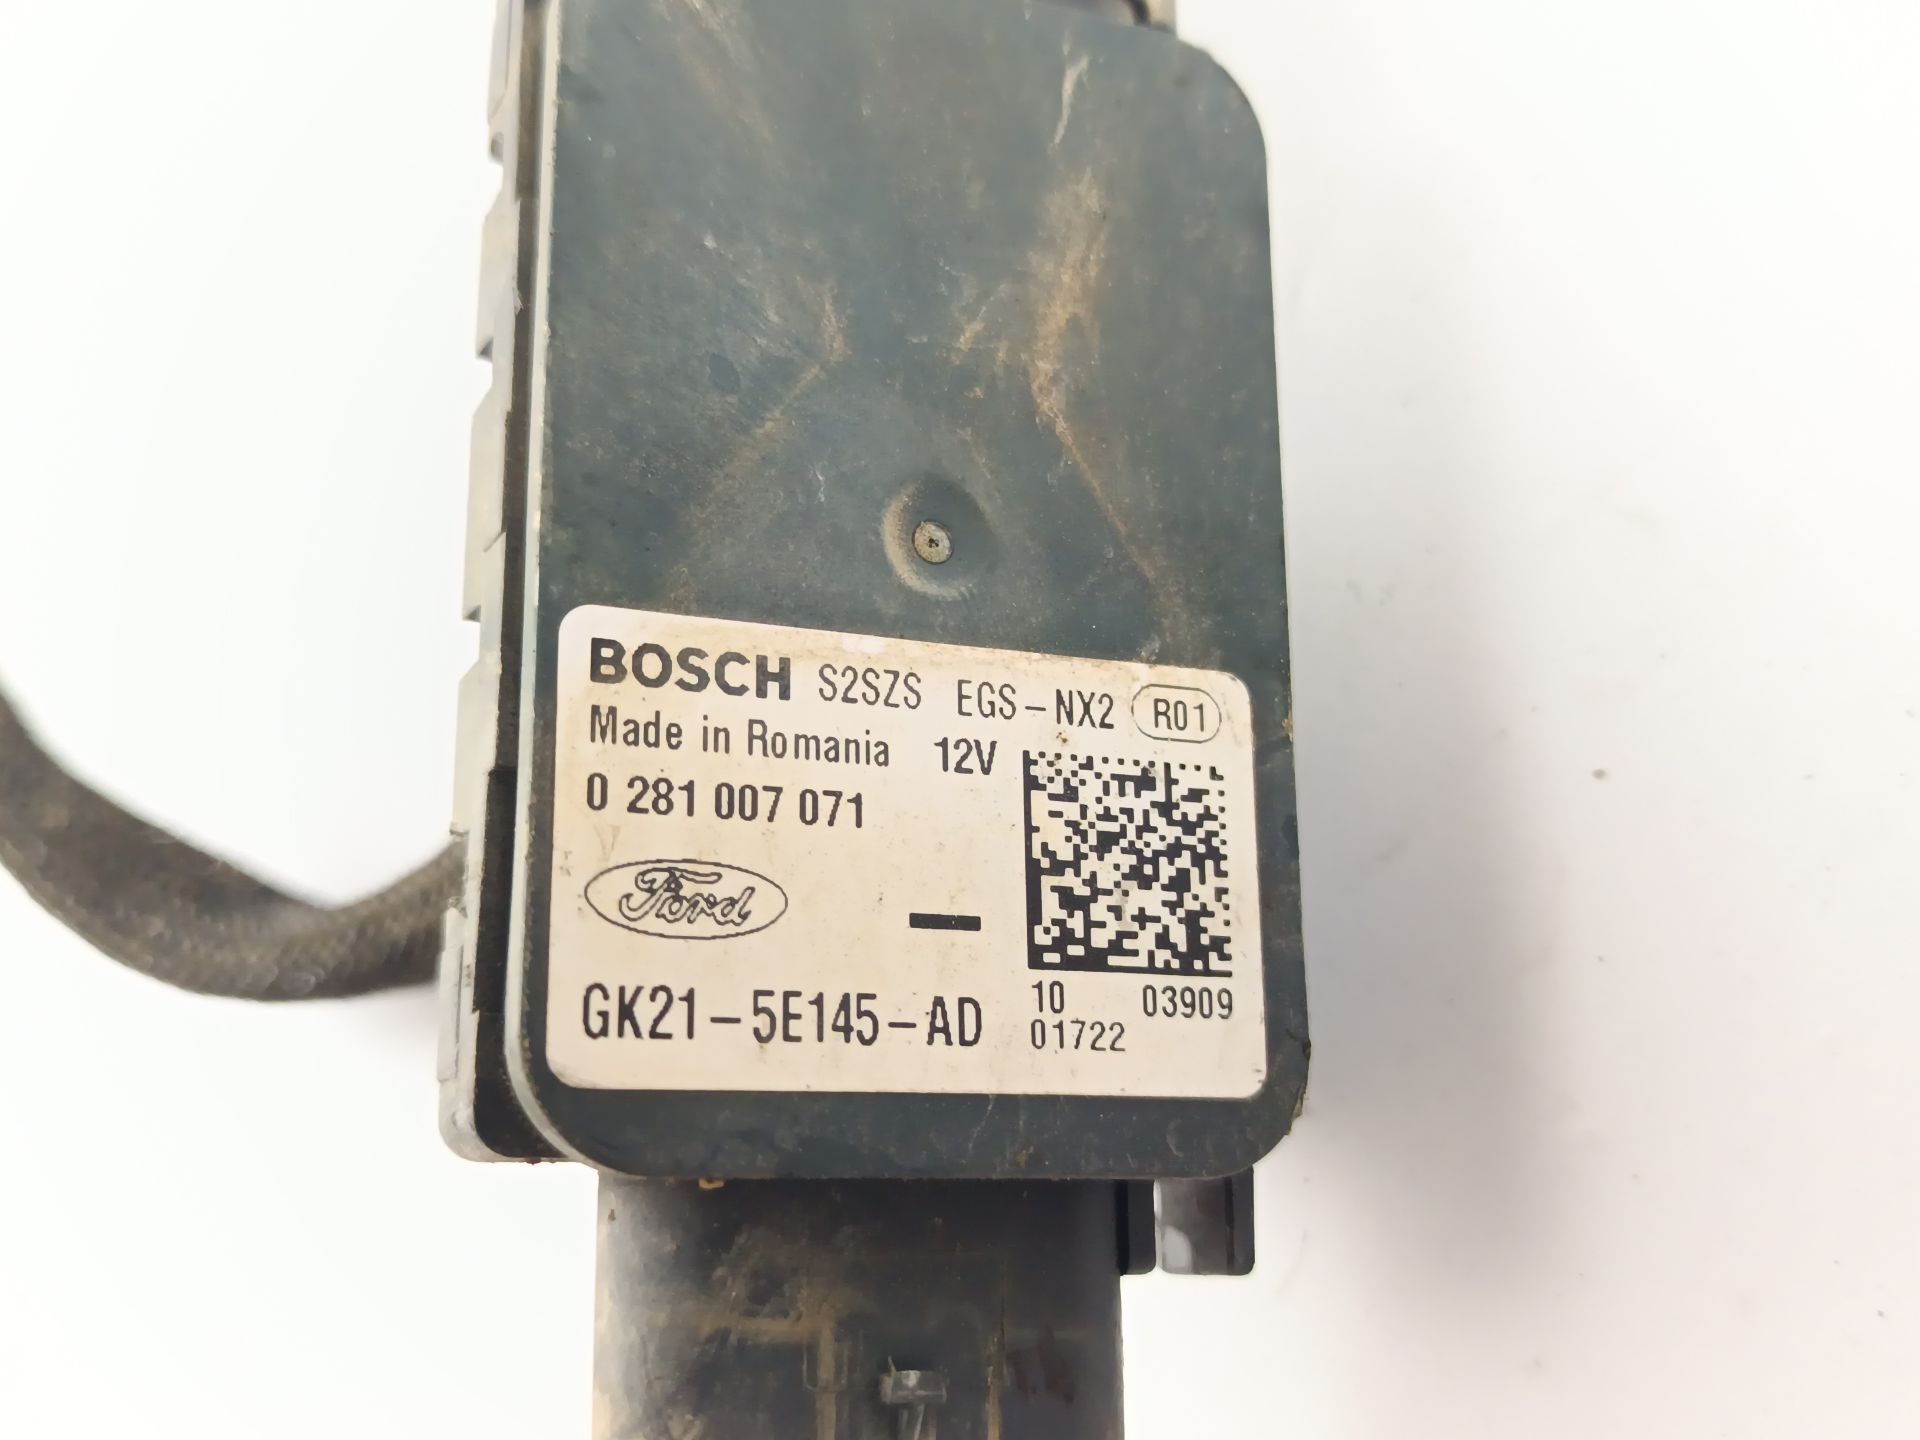 BOSCH S2SZS EGS-NX2 R01
Made in Romania 12V
0 281 007 071
Ford
GK21-5E145-AD
10 03909
01722